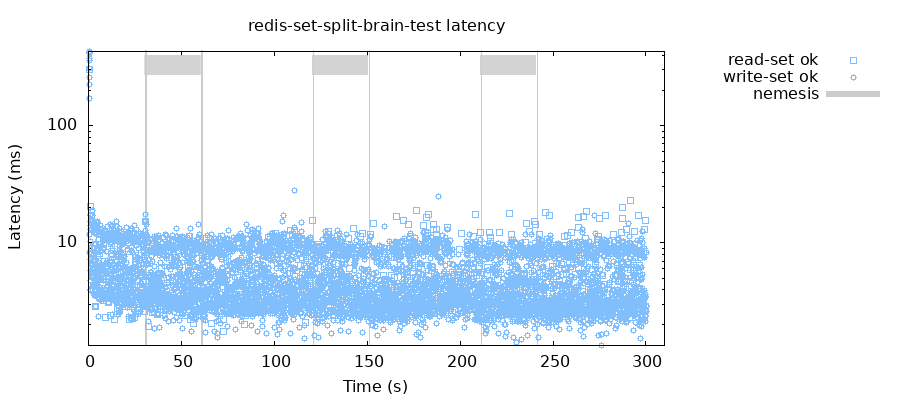 redis-set-split-brain-test latency
read-set ok
write-set ok
nemesis
100
10
Latency (ms)
0 50 100 150 200 250 300
Time (s)